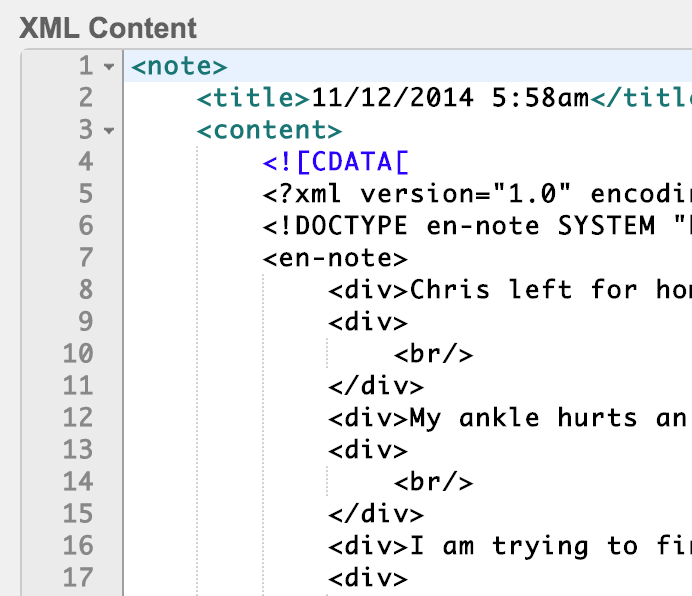 XML Content
1 <note>
2 <title>11/12/2014 5:58am</title
3 <content>
4 <![CDATA[
5 <?xml version="1.0" encodin
6 <!DOCTYPE en-note SYSTEM "
7 <en-note>
8 <div>Chris left for
9 <div>
10 <br/>
11 </div>
12 <div>My ankle hurts an
13 <div>
14 <br/>
15 </div>
16 <div>I am trying to
17 <div>